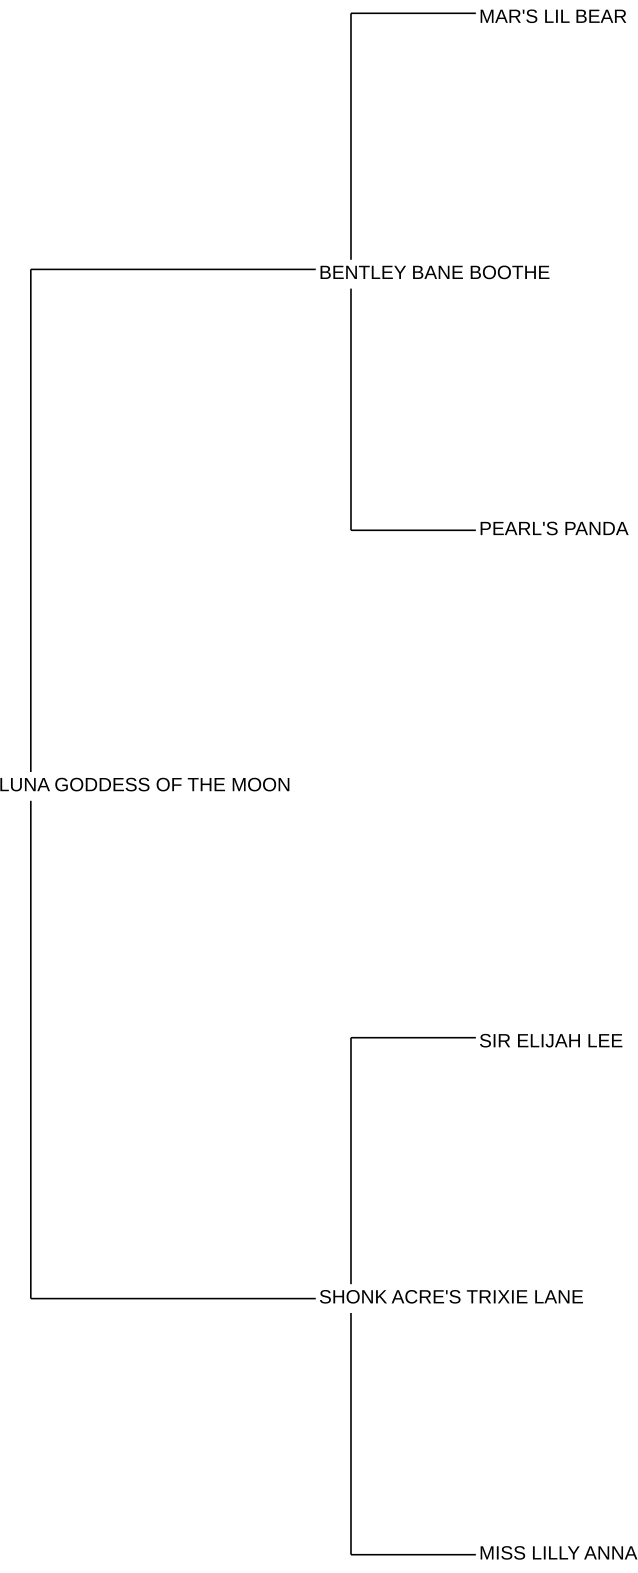 MAR'S LIL BEAR
BENTLEY BANE BOOTHE
PEARL'S PANDA
LUNA GODDESS OF THE MOON
SIR ELIJAH LEE
SHONK ACRE'S TRIXIE LANE
MISS LILLY ANNA